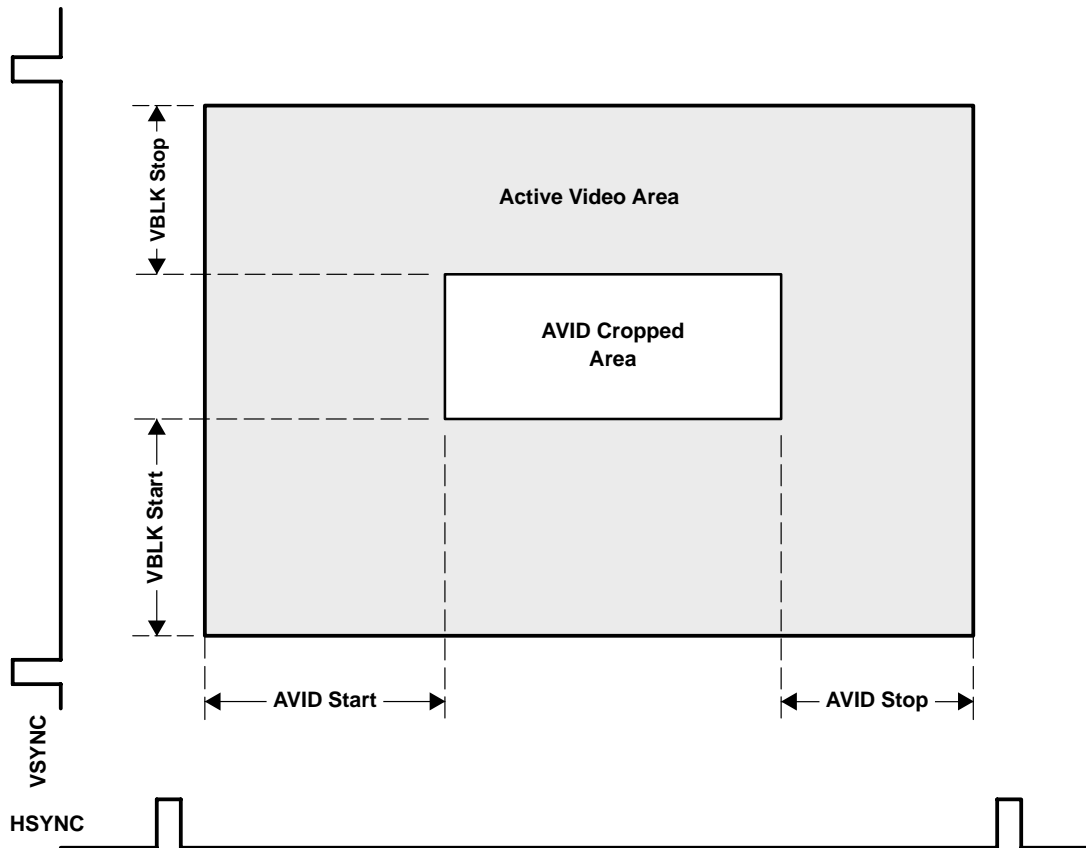 VBLK Stop
Active Video Area
AVID Cropped
Area
VBLK Start
AVID Start
AVID Stop
VSYNC
HSYNC